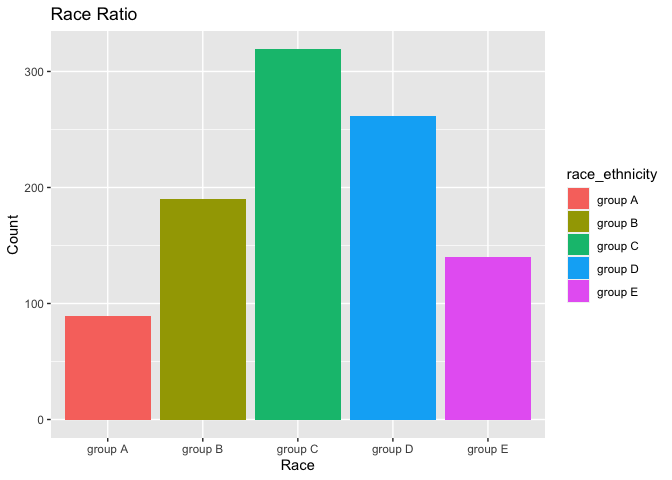 Race Ratio
Count
300
200
100
0
group A
group B
group C
group D
group E
Race
race_ethnicity
group A
group B
group C
group D
group E